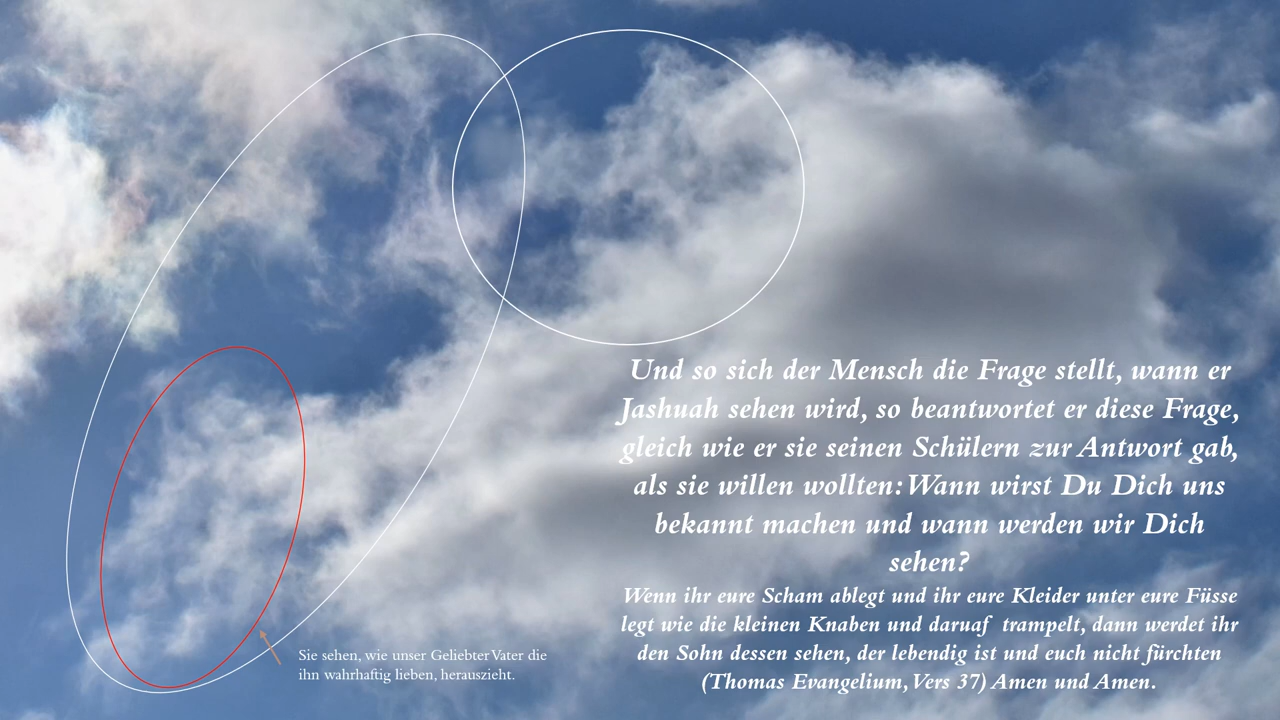 Und so sich der Mensch die Frage stellt, wann er
Jashuah sehen wird, so beantwortet er diese Frage,
gleich wie er sie seinen Schülern zur Antwort gab,
als sie willen wollten: Wann wirst Du Dich uns
bekannt machen und wann werden wir Dich
sehen?
Wenn ihr eure Scham ablegt und ihr eure Kleider unter eure Füsse
legt wie die kleinen Knaben und daruaf trampelt, dann werdet ihr
den Sohn dessen sehen, der lebendig ist und euch nicht fürchten
(Thomas Evangelium, Vers 37) Amen und Amen.
Sie sehen, wie unser Geliebter Vater die
ihn wahrhaftig lieben, herauszieht.